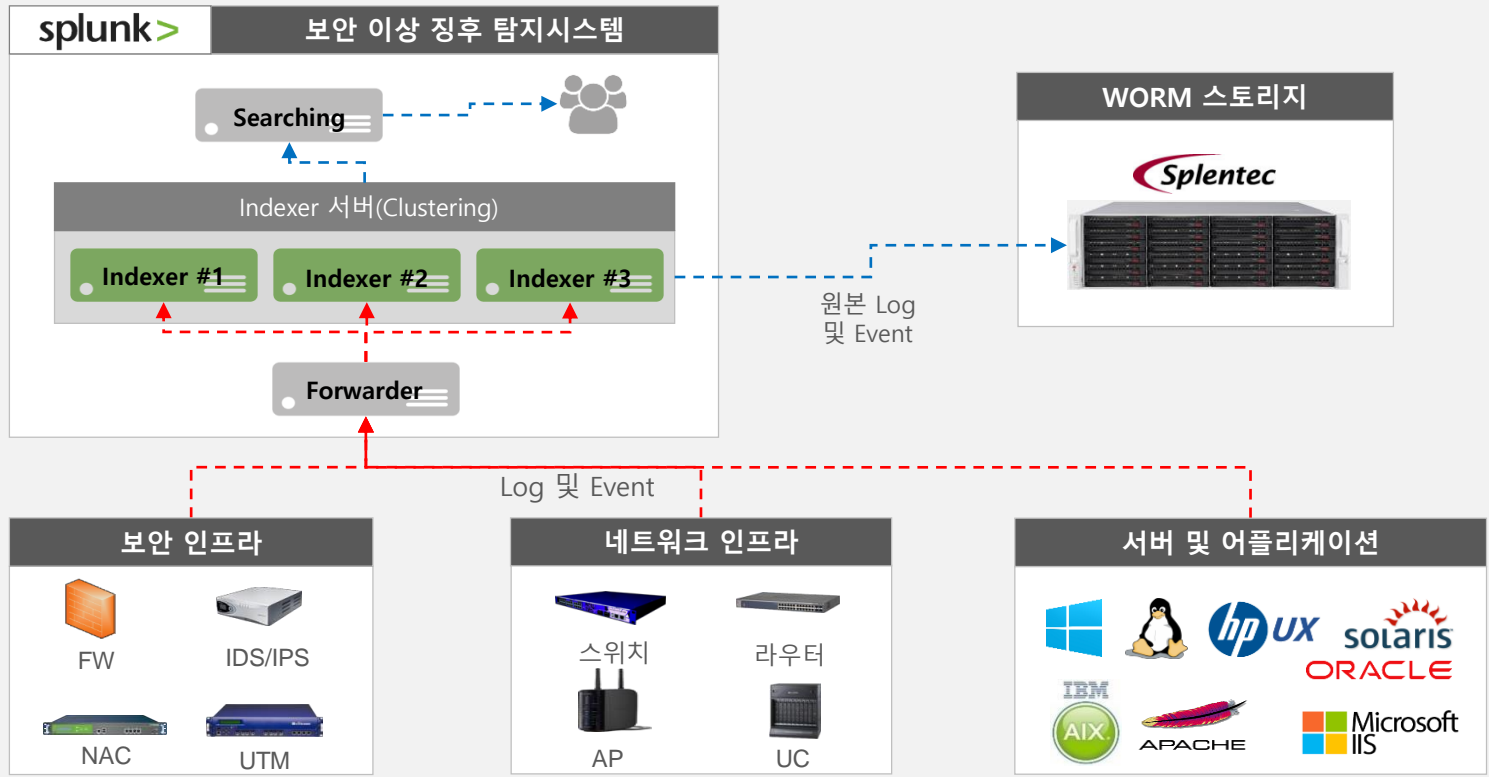 splunk>
보안 이상 징후 탐지시스템
Searching
WORM 스토리지
Splentec
Indexer 서버(Clustering)
Indexer #1
Indexer #2
Indexer #3
원본 Log
및 Event
Forwarder
Log 및 Event
보안 인프라
FW
IDS/IPS
NAC
UTM
네트워크 인프라
스위치
라우터
AP
UC
서버 및 어플리케이션
hp UX
solaris
ORACLE
IBM
AIX
APACHE
Microsoft
IIS